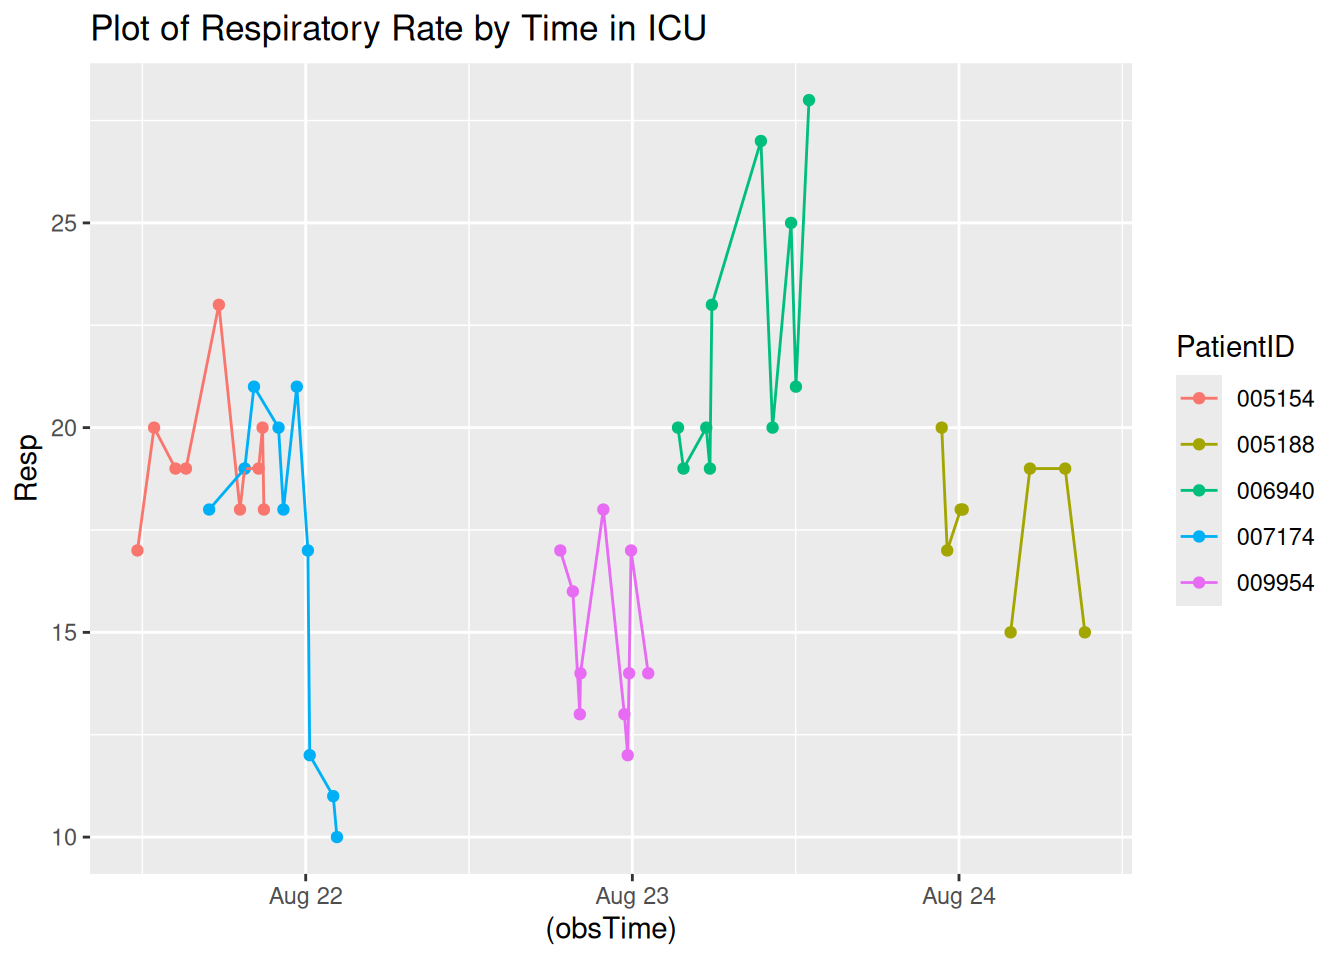 Plot of Respiratory Rate by Time in ICU
Resp
25
20
15
10
Aug 22
Aug 23
Aug 24
(obsTime)
PatientID
005154
005188
006940
007174
009954